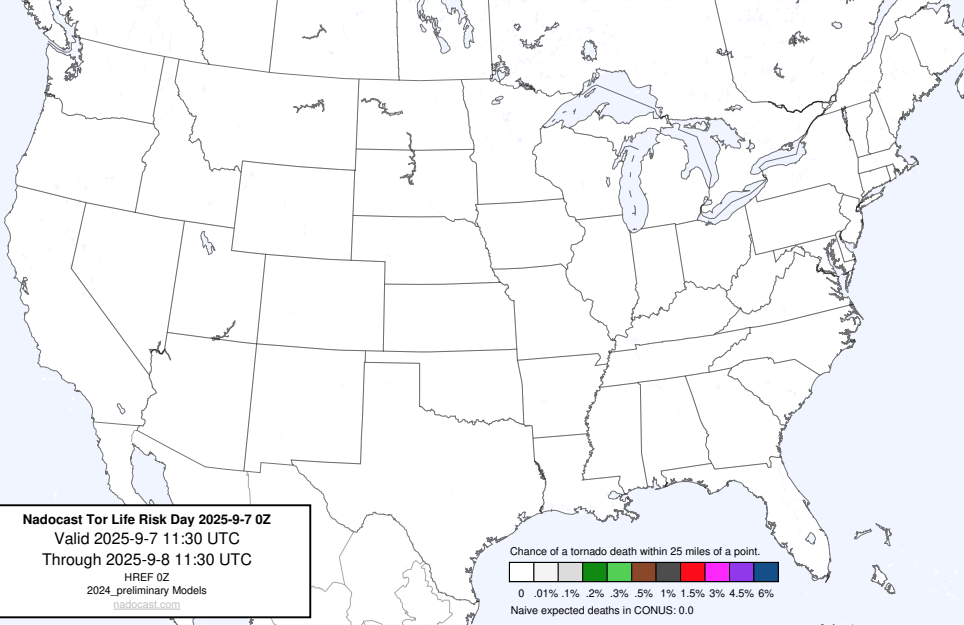 Nadocast Tor Life Risk Day 2025-9-7 0Z
Valid 2025-9-7 11:30 UTC
Through 2025-9-8 11:30 UTC
HREF 0Z
2024_preliminary Models
nadocast.com
Chance of a tornado death within 25 miles of a point.
0 .01% .1% .2% .3% .5% 1% 1.5% 3% 4.5% 6%
Naive expected deaths in CONUS: 0.0